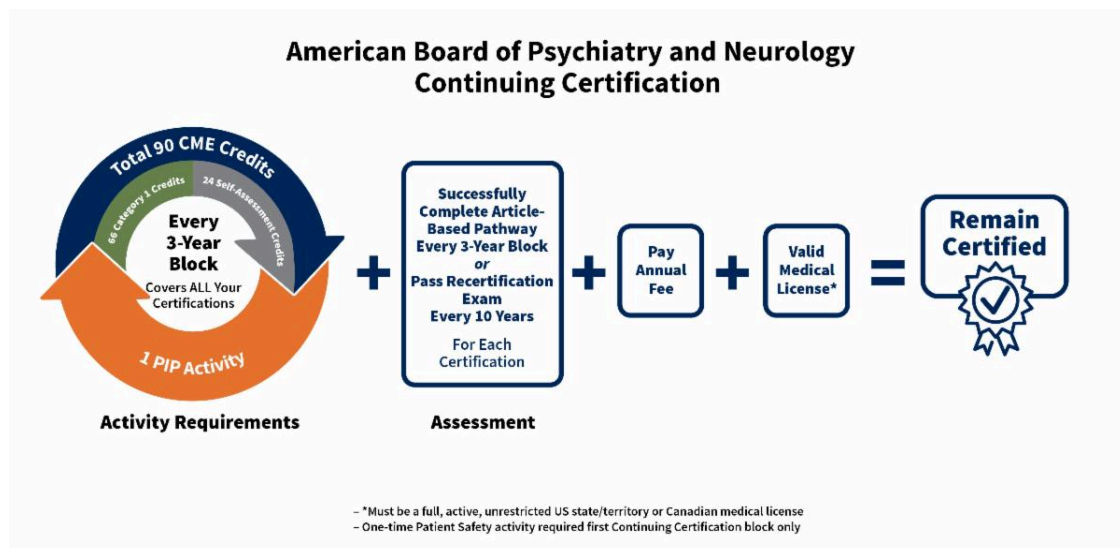 American Board of Psychiatry and Neurology
Continuing Certification
Total 90 CME Credits
66 Category 1 Credits
24 Self-Assessment Credits
Every
3-Year
Block
Covers ALL Your
Certifications
1 PIP Activity
Activity Requirements
+
Successfully
Complete Article-
Based Pathway
Every 3-Year Block
or
Pass Recertification
Exam
Every 10 Years
For Each
Certification
Assessment
+
Pay
Annual
Fee
+
Valid
Medical
License*
=
Remain
Certified
– *Must be a full, active, unrestricted US state/territory or Canadian medical license
– One-time Patient Safety activity required first Continuing Certification block only